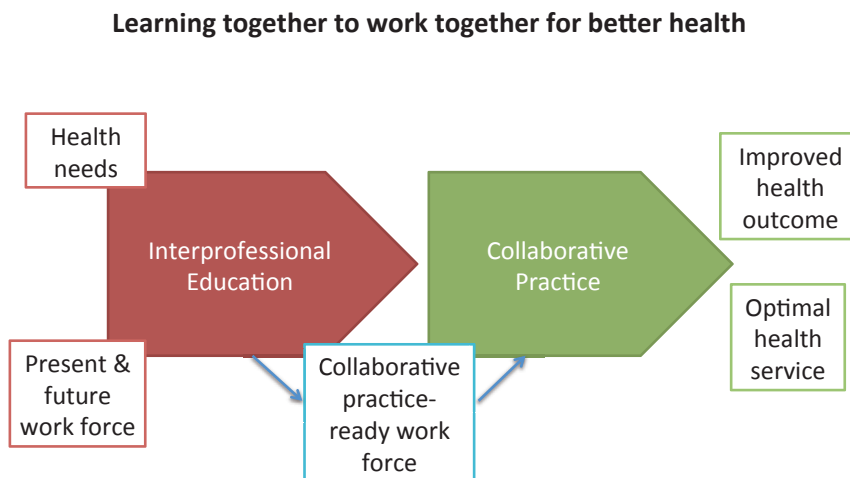 Learning together to work together for better health
Health
needs
Interprofessional
Education
Present &
future
work force
Collaborative
practice-
ready work
force
Collaborative
Practice
Improved
health
outcome
Optimal
health
service